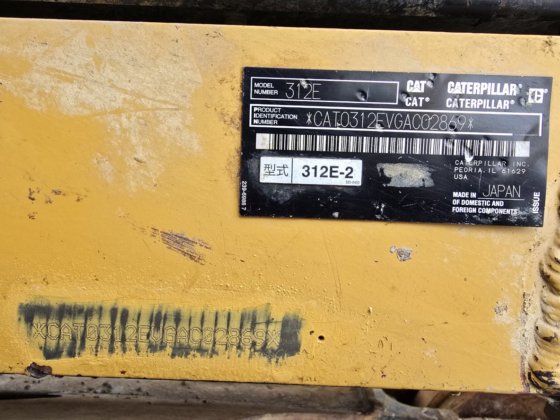 MODEL NUMBER 312E
CAT® CATERPILLAR®
CAT® CATERPILLAR®
PRODUCT IDENTIFICATION NUMBER *CAT0312EVGAC02869*
型式 312E-2
CATERPILLAR INC.
PEORIA, IL 61629
USA
MADE IN JAPAN
OF DOMESTIC AND
FOREIGN COMPONENTS
ISSUE
*CAT0312EVGAC02869*